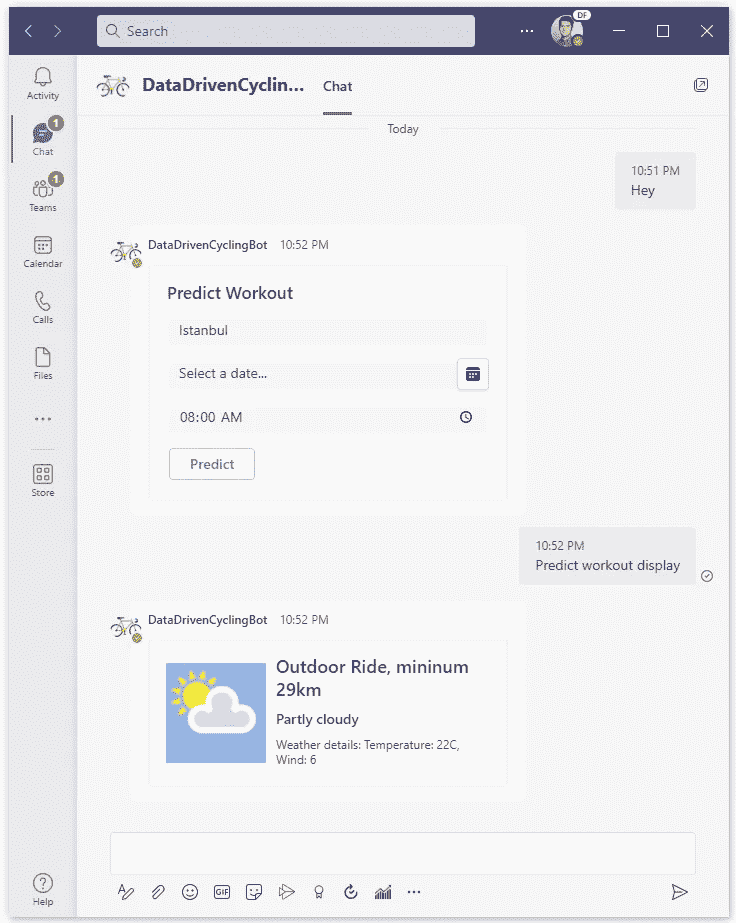 Search
DF
Activity
1
Chat
1
Teams
Calendar
Calls
Files
Store
Help
DataDrivenCyclin...
Chat
Today
10:51 PM
Hey
DataDrivenCyclingBot 10:52 PM
Predict Workout
Istanbul
Select a date...
08:00 AM
Predict
10:52 PM
Predict workout display
DataDrivenCyclingBot 10:52 PM
Outdoor Ride, mininum
29km
Partly cloudy
Weather details: Temperature: 22C,
Wind: 6
GIF